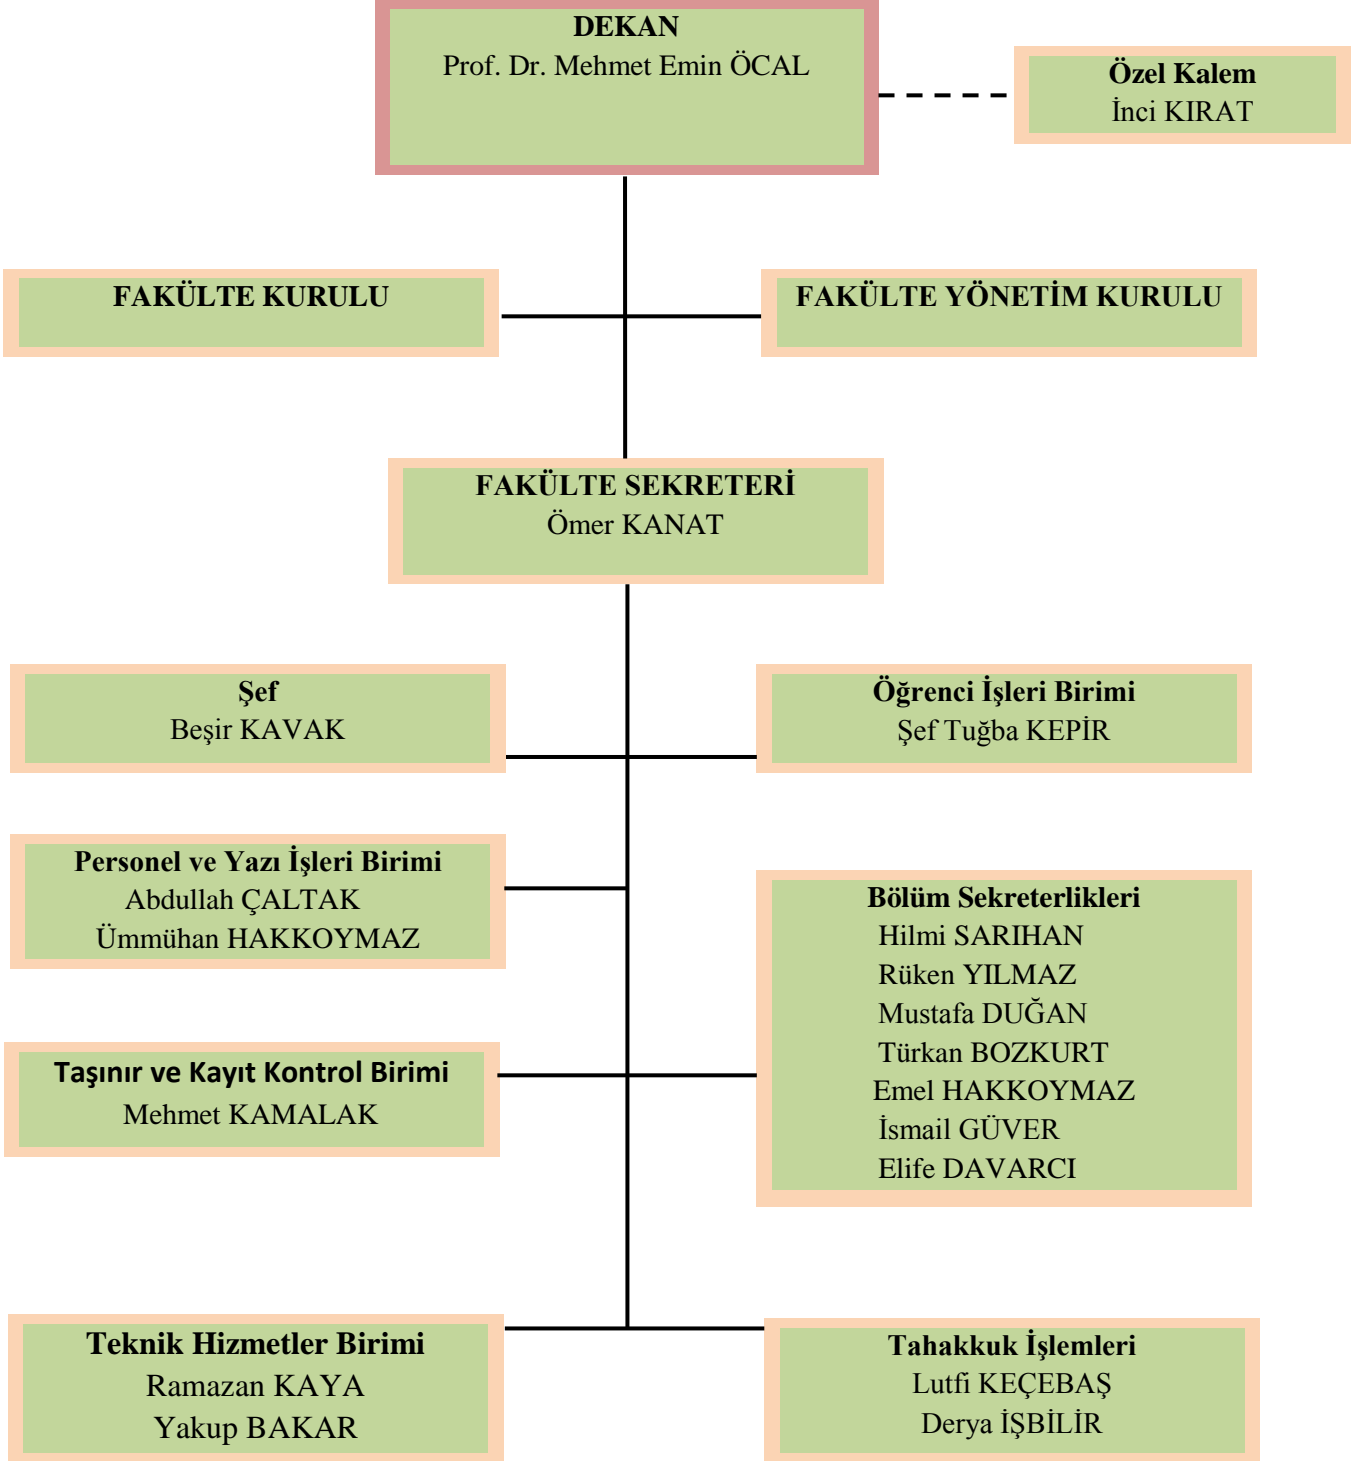 DEKAN
Prof. Dr. Mehmet Emin ÖCAL
Özel Kalem
İnci KIRAT
FAKÜLTE KURULU
FAKÜLTE YÖNETİM KURULU
FAKÜLTE SEKRETERİ
Ömer KANAT
Şef
Beşir KAVAK
Öğrenci İşleri Birimi
Şef Tuğba KEPİR
Personel ve Yazı İşleri Birimi
Abdullah ÇALTAK
Ümmühan HAKKOYMAZ
Bölüm Sekreterlikleri
Hilmi SARIHAN
Rüken YILMAZ
Mustafa DUĞAN
Türkan BOZKURT
Emel HAKKOYMAZ
İsmail GÜVER
Elife DAVARCI
Taşınır ve Kayıt Kontrol Birimi
Mehmet KAMALAK
Teknik Hizmetler Birimi
Ramazan KAYA
Yakup BAKAR
Tahakkuk İşlemleri
Lutfi KEÇEBAŞ
Derya İŞBİLİR